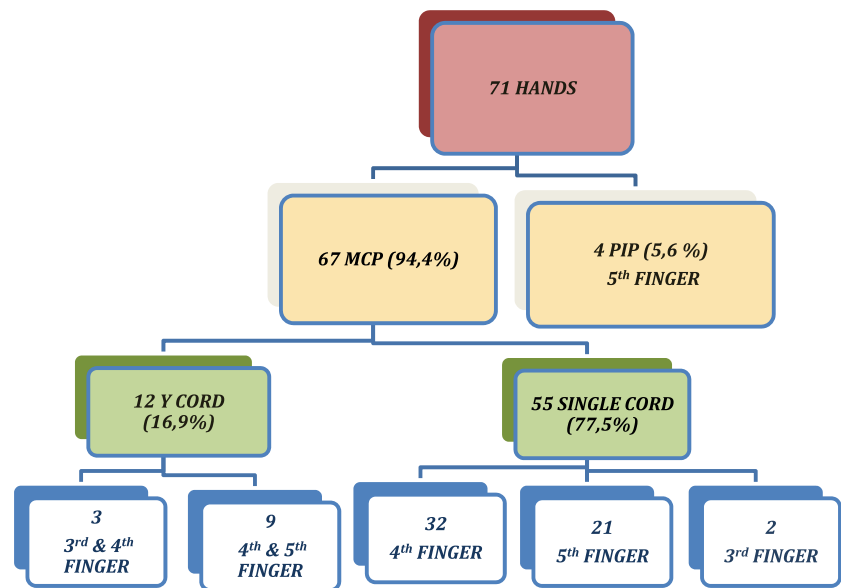 71 HANDS
67 MCP (94,4%)
4 PIP (5,6 %)
5th FINGER
12 Y CORD
(16,9%)
55 SINGLE CORD
(77,5%)
3
3rd & 4th
FINGER
9
4th & 5th
FINGER
32
4th FINGER
21
5th FINGER
2
3rd FINGER